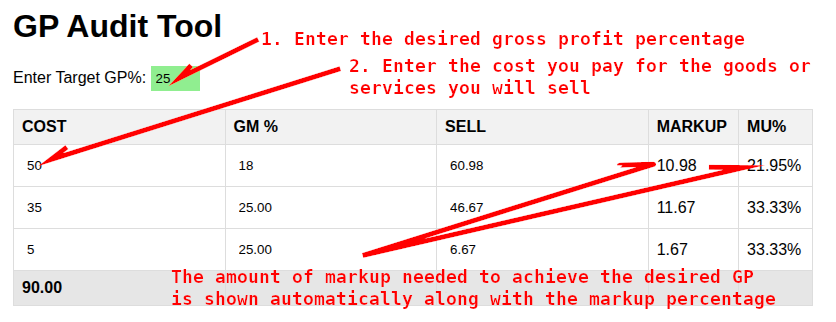 GP Audit Tool
1. Enter the desired gross profit percentage
Enter Target GP%: 25
2. Enter the cost you pay for the goods or
services you will sell
COST GM % SELL MARKUP MU%
50 18 60.98 10.98 21.95%
35 25.00 46.67 11.67 33.33%
5 25.00 6.67 1.67 33.33%
The amount of markup needed to achieve the desired GP
90.00
is shown automatically along with the markup percentage